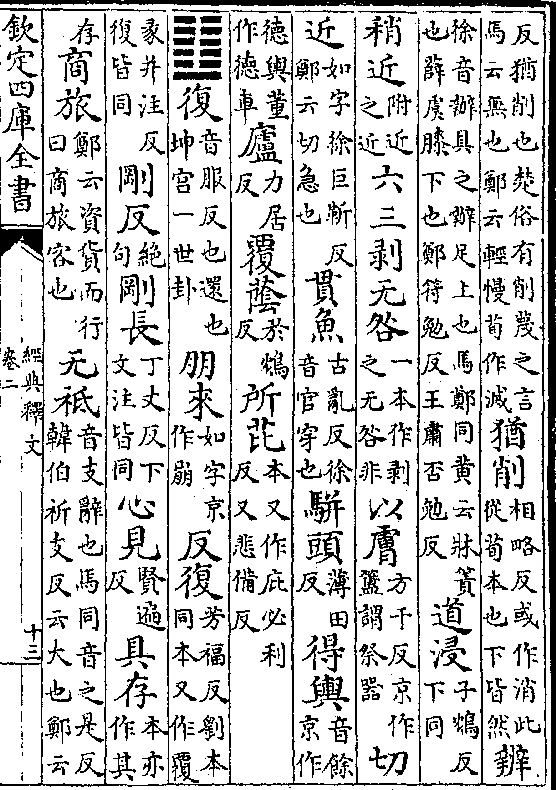 反猶削也楚俗有削蔑之言馬云無也鄭云輕慢荀作滅猶削相略反或作消此從荀本也下皆然辨
徐音辦具之辦足上也馬鄭同黄云牀簀也薛虞膝下也鄭符勉反王肅否勉反道浸子鴆反下同
稍近附近之近六三剥无咎一本作剥之无咎非以膚方于反京作簠謂祭器切
近如字徐巨靳反鄭云切急也貫魚古亂反徐音官穿也駢頭薄田反得輿音餘京作
德輿董作德車廬力居反覆蔭於鴆反所芘本又作庇必利反又悲備反
䷗復音服反也還也坤宫一世卦朋來如字京作崩反復芳福反劉本同本又作覆
彖并注反復皆同剛反絶句剛長丁丈反下文注皆同心見賢遍反具存本亦作其
存商旅鄭云資貨而行曰商旅客也无祗音支辭也馬同音之是反韓伯祈支反云大也鄭云
欽定四庫全書
經典釋文
卷二
十三